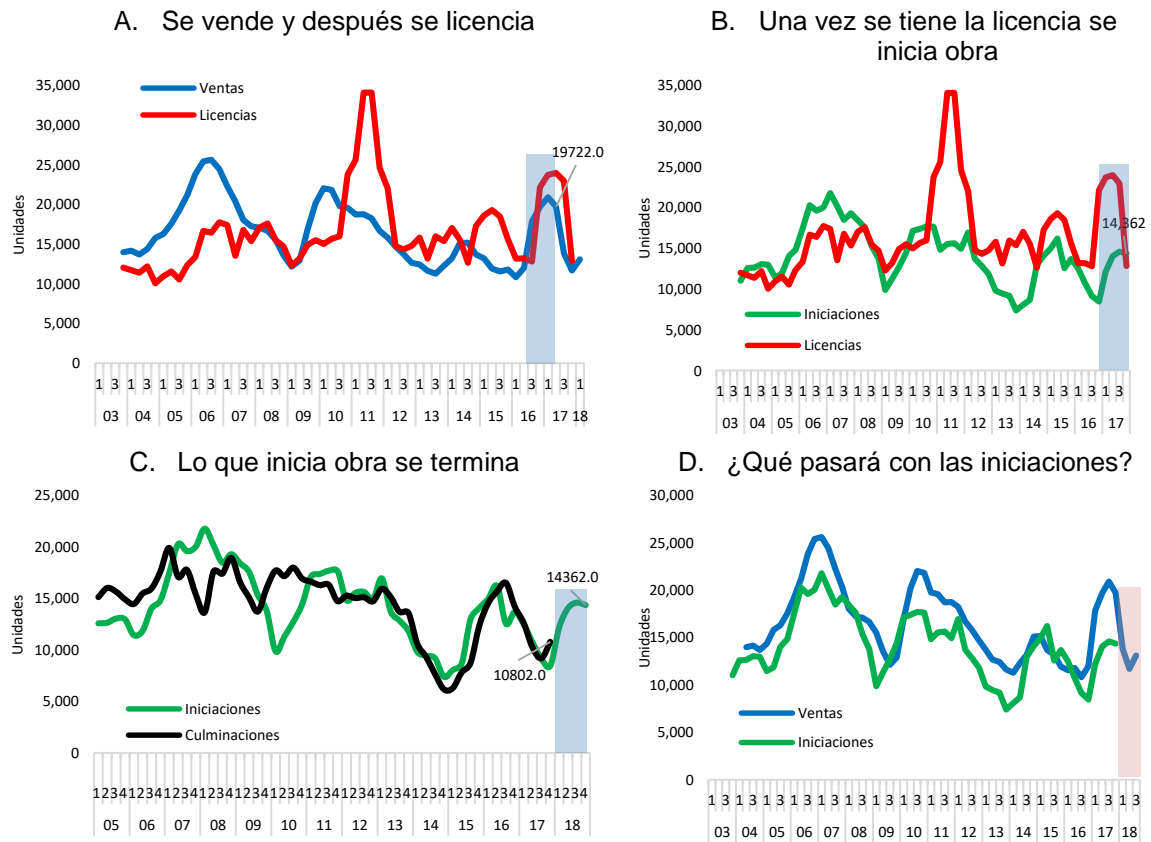 A. Se vende y después se licencia
35,000
30,000
25,000
20,000
15,000
10,000
5,000
0
Unidades
Ventas
Licencias
19722.0
1 3 1 3 1 3 1 3 1 3 1 3 1 3 1 3 1 3 1 3 1 3 1 3 1 3 1 3 1 3 1
03 04 05 06 07 08 09 10 11 12 13 14 15 16 17 18
B. Una vez se tiene la licencia se
inicia obra
35,000
30,000
25,000
20,000
15,000
10,000
5,000
0
Unidades
14,362
Iniciaciones
Licencias
1 3 1 3 1 3 1 3 1 3 1 3 1 3 1 3 1 3 1 3 1 3 1 3 1 3 1 3 1 3
03 04 05 06 07 08 09 10 11 12 13 14 15 16 17
C. Lo que inicia obra se termina
25,000
20,000
15,000
10,000
5,000
0
Unidades
14362.0
10802.0
Iniciaciones
Culminaciones
12341234123412341234123412341234123412341234123412341234
05 06 07 08 09 10 11 12 13 14 15 16 17 18
D. ¿Qué pasará con las iniciaciones?
30,000
25,000
20,000
15,000
10,000
5,000
0
Unidades
Ventas
Iniciaciones
1 3 1 3 1 3 1 3 1 3 1 3 1 3 1 3 1 3 1 3 1 3 1 3 1 3 1 3 1 3 1 3
03 04 05 06 07 08 09 10 11 12 13 14 15 16 17 18